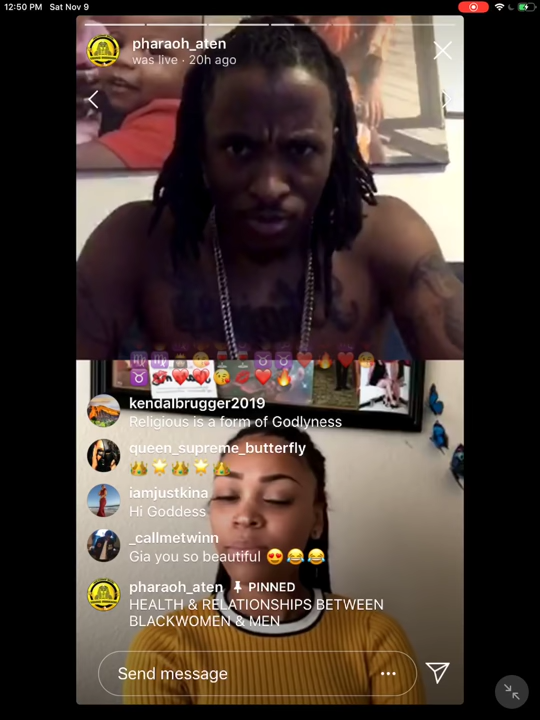 12:50 PM Sat Nov 9
pharaoh_aten
was live · 20h ago
kendalbrugger2019
Religious is a form of Godlyness
queen_supreme_butterfly
👑⭐👑⭐👑
iamjustkina
Hi Goddess
_callmetwinn
Gia you so beautiful 😍😂😂
pharaoh_aten PINNED
HEALTH & RELATIONSHIPS BETWEEN
BLACKWOMEN & MEN
Send message